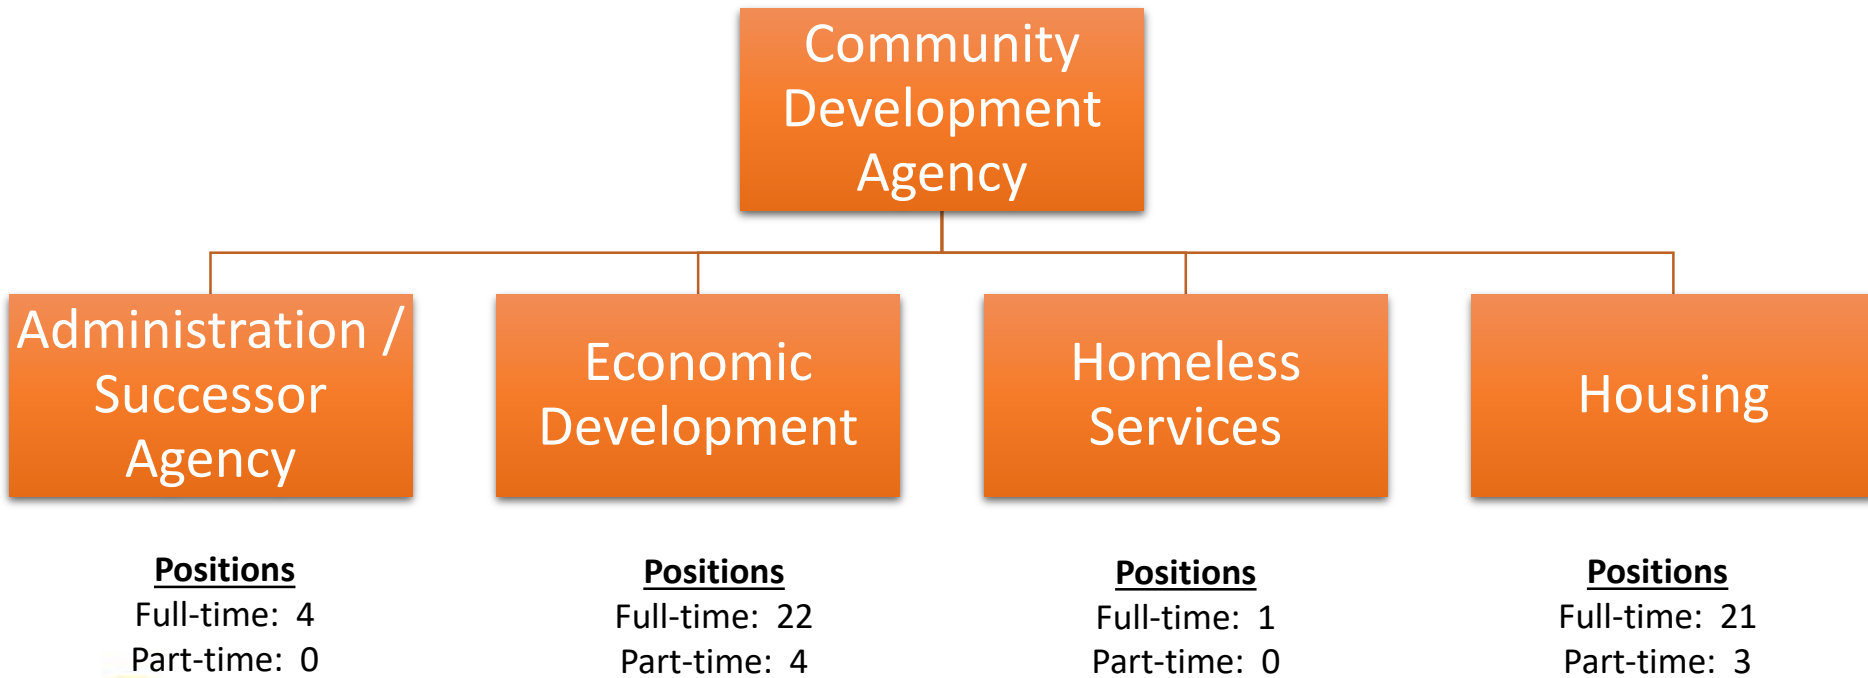 Community
Development
Agency
Administration /
Successor
Agency
Economic
Development
Homeless
Services
Housing
Positions
Full-time: 4
Part-time: 0
Positions
Full-time: 22
Part-time: 4
Positions
Full-time: 1
Part-time: 0
Positions
Full-time: 21
Part-time: 3